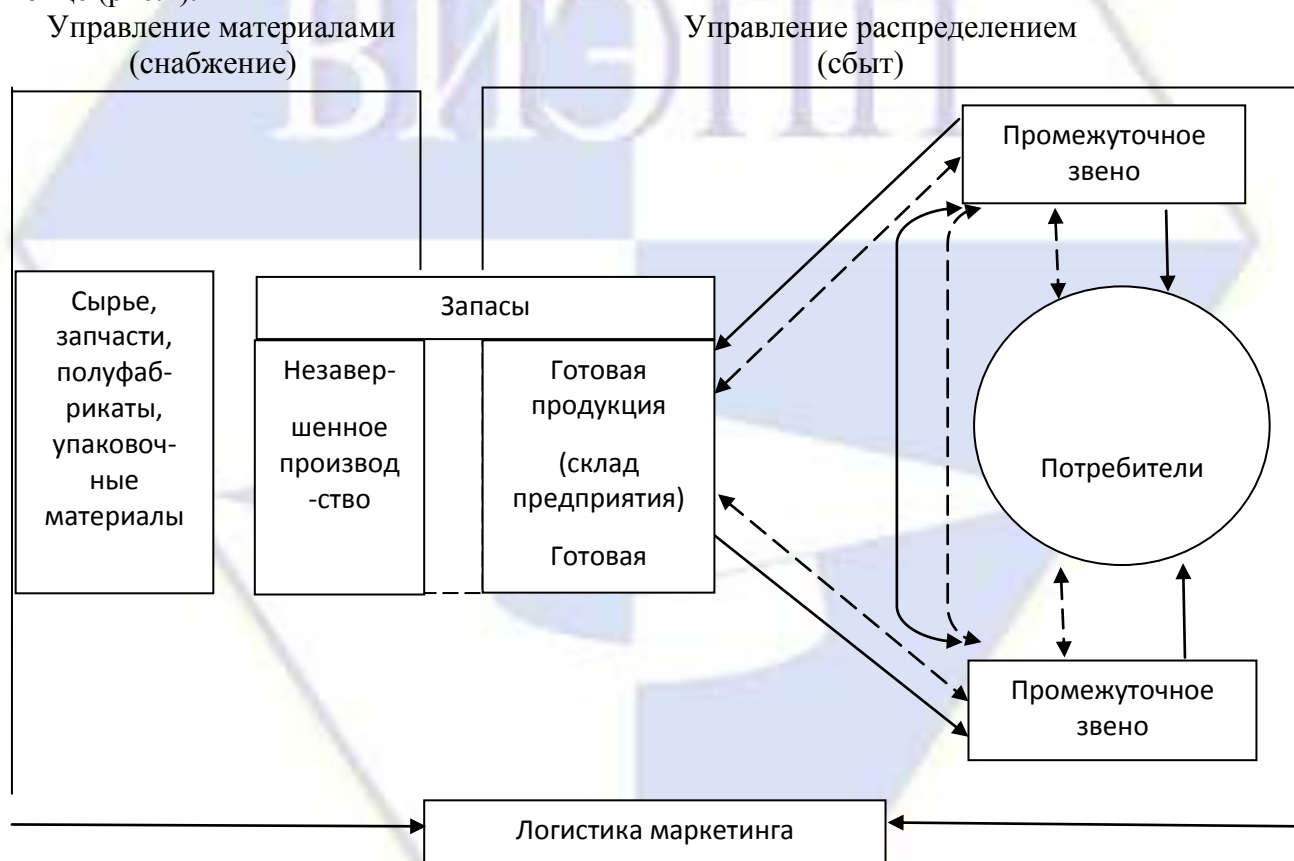 Управление материалами
(снабжение)
Управление распределением
(сбыт)
ВИЭПП
Промежуточное
звено
Сырье,
запчасти,
полуфаб-
рикаты,
упаковоч-
ные
материалы
Запасы
Незавер-
шенное
производ
-ство
Готовая
продукция
(склад
предприятия)
Готовая
Потребители
Промежуточное
звено
Логистика маркетинга